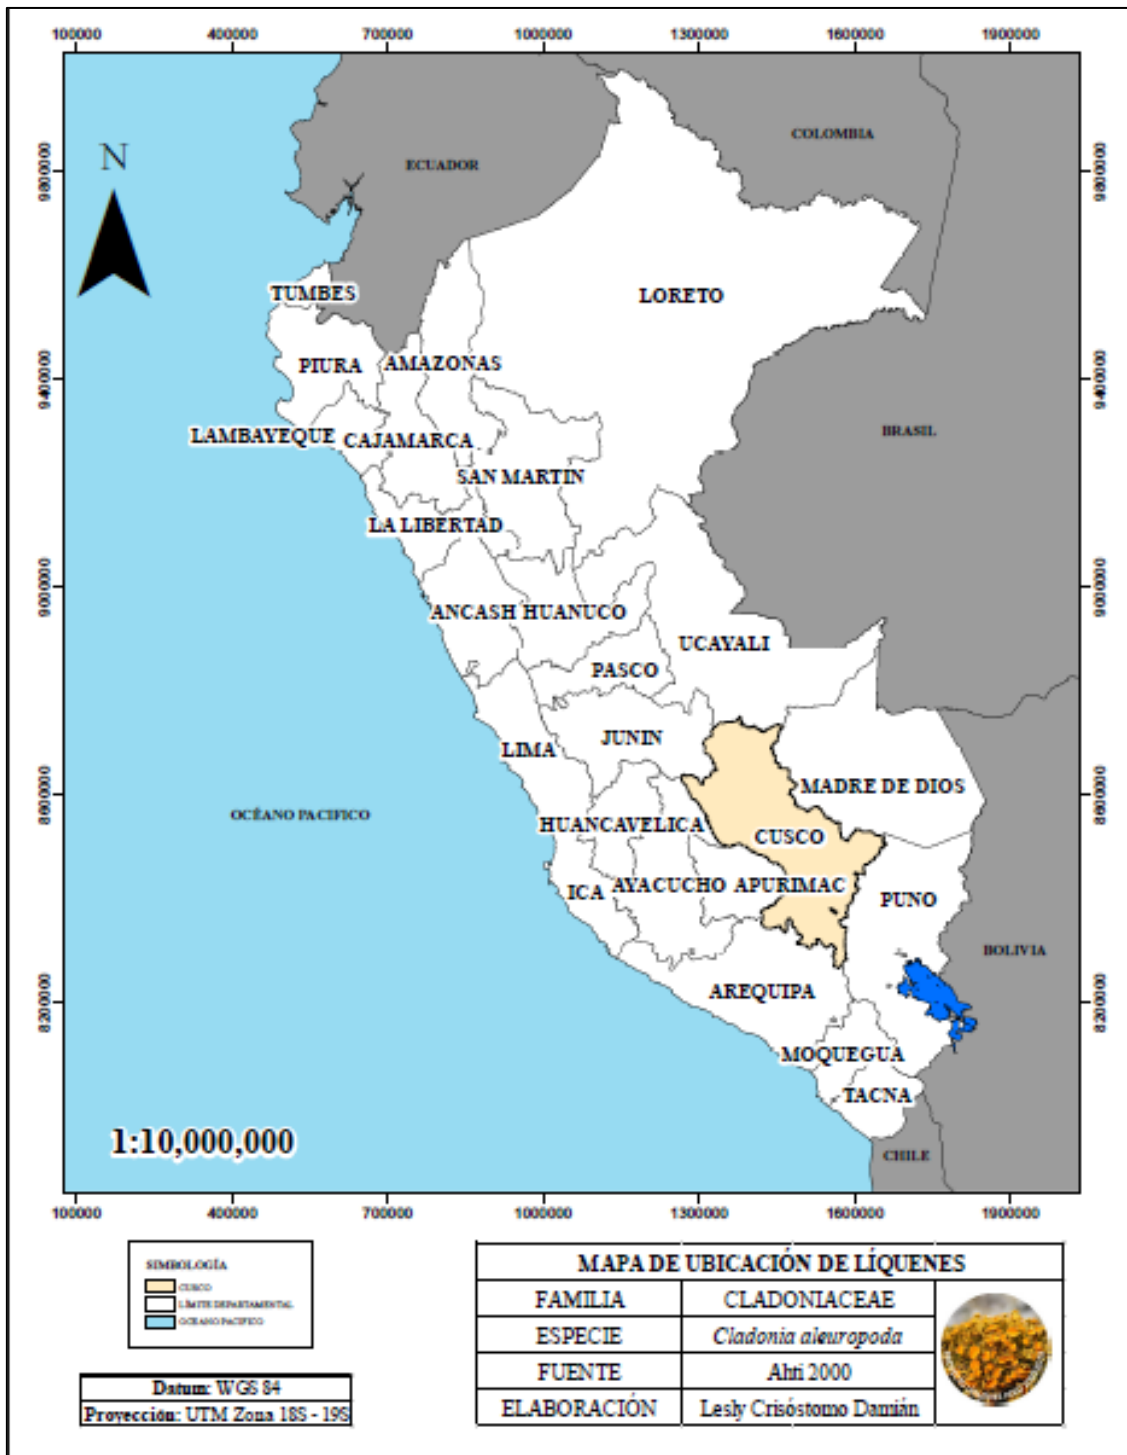 100000 400000 700000 1000000 1300000 1600000 1900000
COLOMBIA
ECUADOR
N
9800000 9800000
TUMBES
LORETO
PIURA
AMAZONAS
9400000 9400000
LAMBAYEQUE
CAJAMARCA
BRASIL
SAN MARTIN
LA LIBERTAD
9000000 9000000
ANCASH
HUANUCO
UCAYALI
PASCO
JUNIN
LIMA
MADRE DE DIOS
8600000 8600000
OCÉANO PACIFICO
HUANCAVELICA
CUSCO
ICA
AYACUCHO
APURIMAC
PUNO
BOLIVIA
AREQUIPA
8200000 8200000
MOQUEGUA
TACNA
1:10,000,000
CHILE
100000 400000 700000 1000000 1300000 1600000 1900000
SIMBOLOGÍA
CUSCO
LÍMITE DEPARTAMENTAL
OCÉANO PACIFICO
Datum: WGS 84
Proyección: UTM Zona 18S - 19S
MAPA DE UBICACIÓN DE LÍQUENES
FAMILIA CLADONIACEAE
ESPECIE Cladonia aleuropoda
FUENTE Ahti 2000
ELABORACIÓN Lesly Crisóstomo Damián